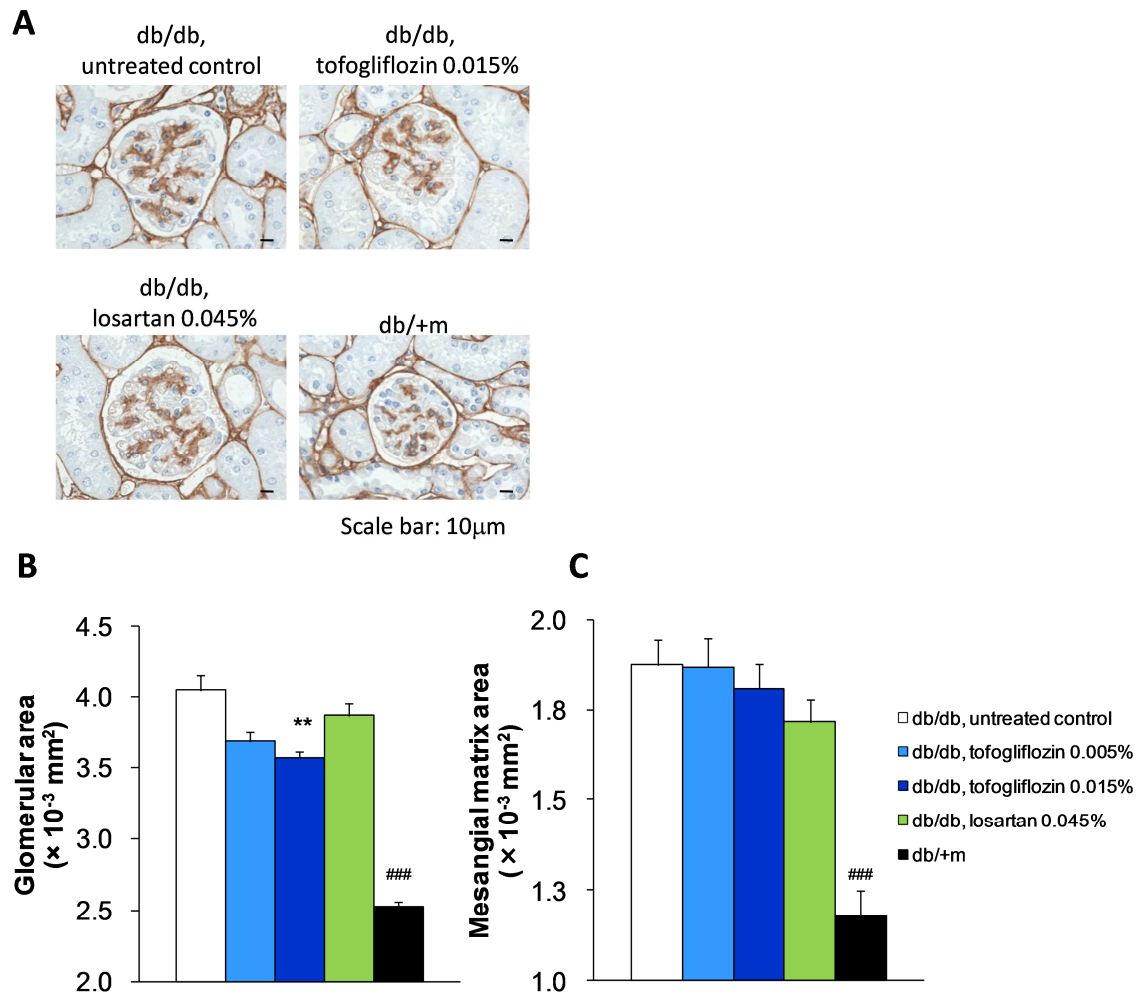 A
db/db,
untreated control
db/db,
tofogliflozin 0.015%
db/db,
losartan 0.045%
db/+m
Scale bar: 10μm
B
Glomerular area
(× 10-3 mm2)
4.5
4.0
3.5
3.0
2.5
2.0
**
###
C
Mesangial matrix area
(× 10-3 mm2)
2.0
1.8
1.5
1.3
1.0
###
db/db, untreated control
db/db, tofogliflozin 0.005%
db/db, tofogliflozin 0.015%
db/db, losartan 0.045%
db/+m